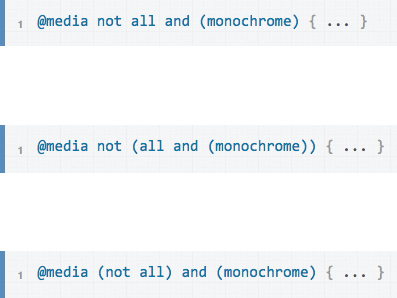 1 @media not all and (monochrome) { ... }
1 @media not (all and (monochrome)) { ... }
1 @media (not all) and (monochrome) { ... }